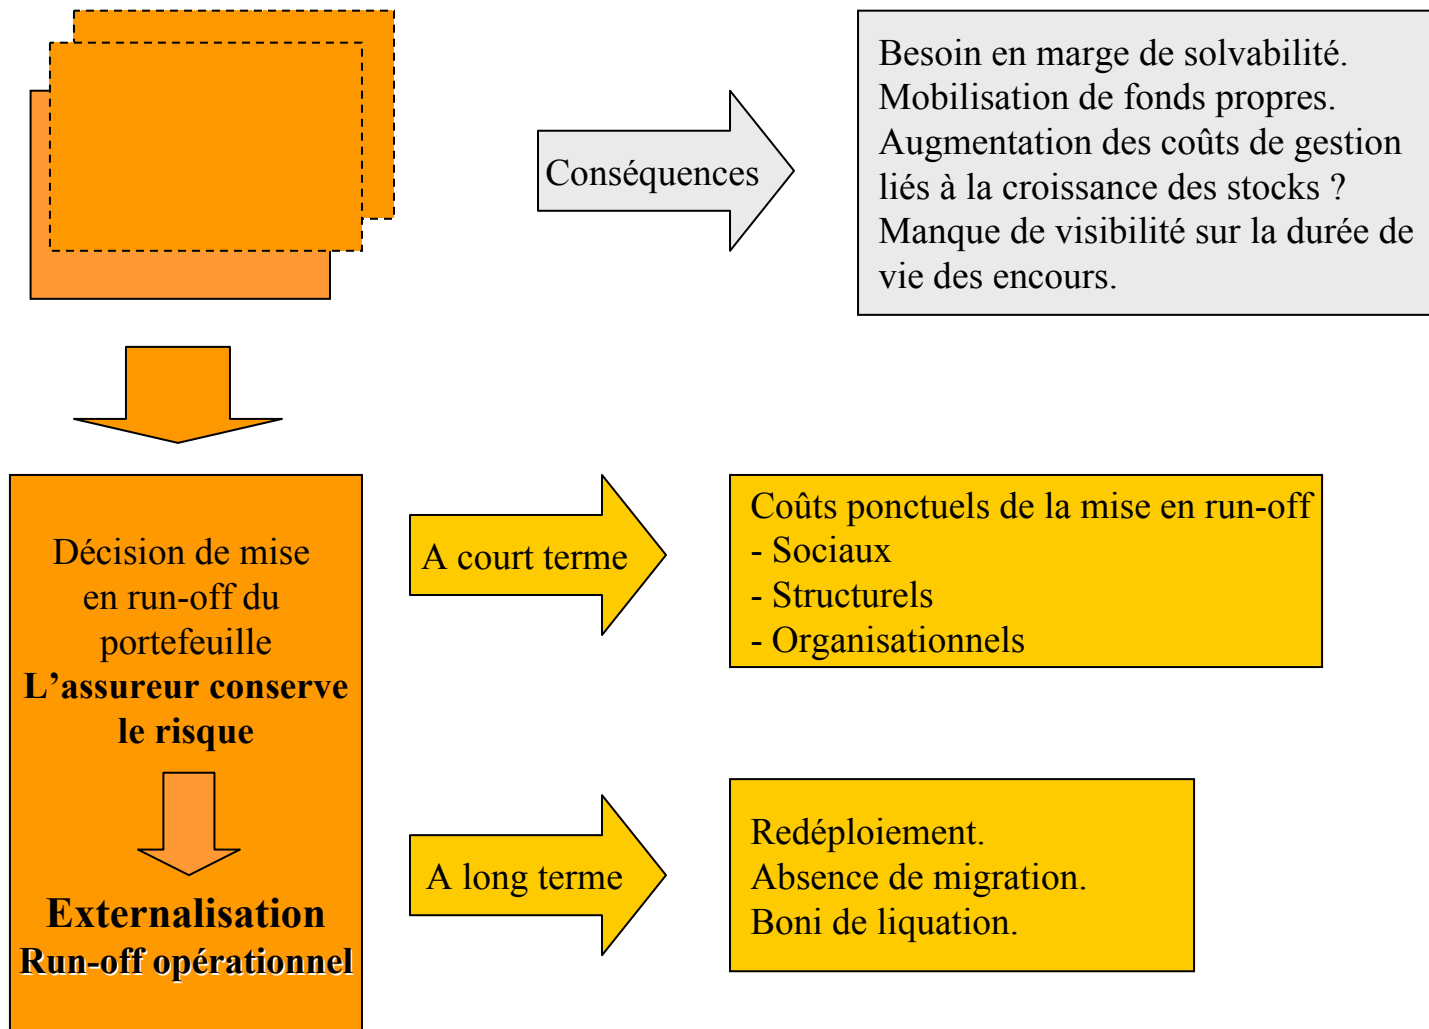 Conséquences
Besoin en marge de solvabilité.
Mobilisation de fonds propres.
Augmentation des coûts de gestion
liés à la croissance des stocks ?
Manque de visibilité sur la durée de
vie des encours.
Décision de mise
en run-off du
portefeuille
L’assureur conserve
le risque
Externalisation
Run-off opérationnel
A court terme
Coûts ponctuels de la mise en run-off
- Sociaux
- Structurels
- Organisationnels
A long terme
Redéploiement.
Absence de migration.
Boni de liquation.